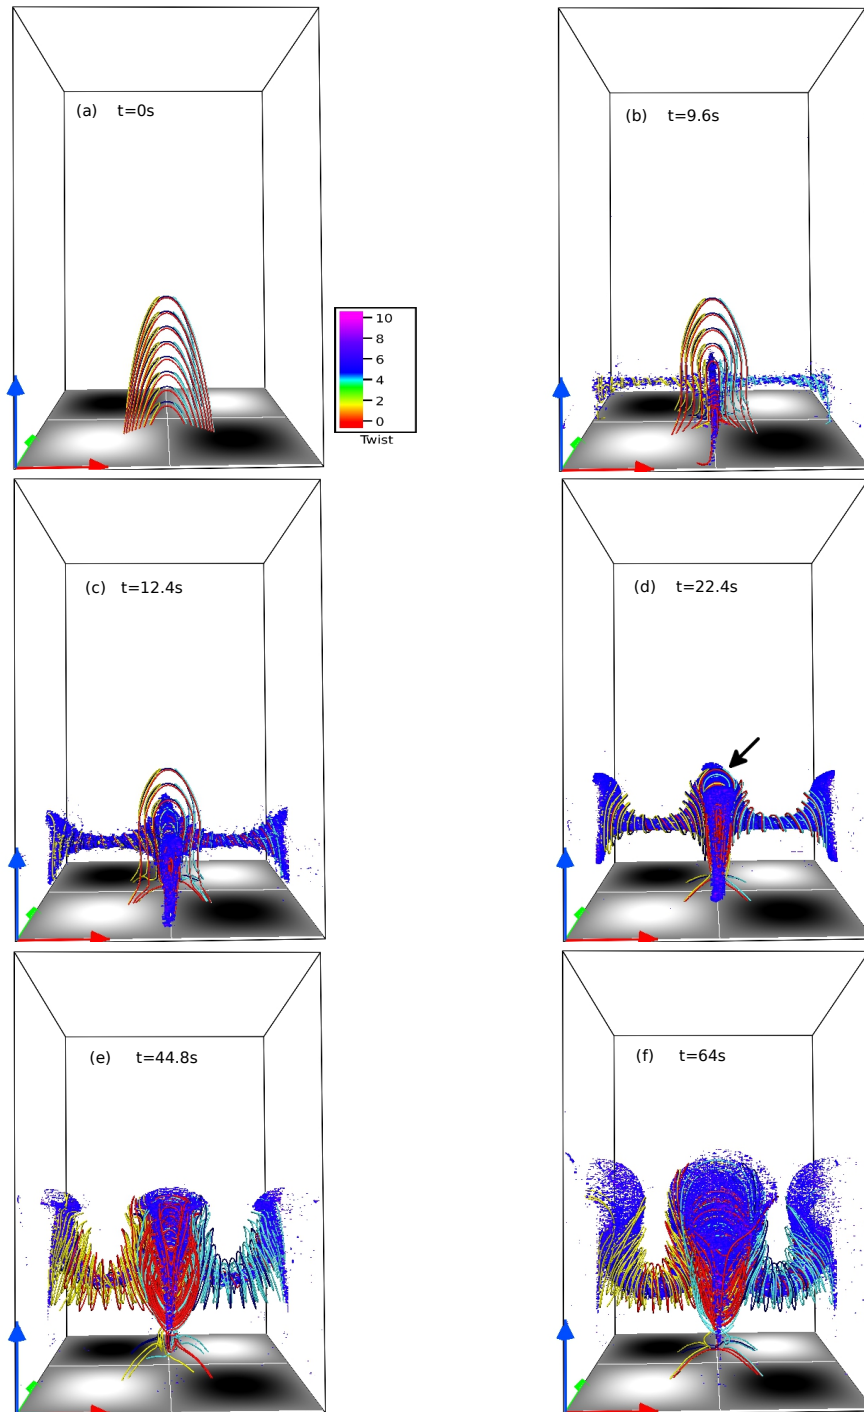 (a) t=0s
(b) t=9.6s
10
8
6
4
2
0
Twist
(c) t=12.4s
(d) t=22.4s
(e) t=44.8s
(f) t=64s